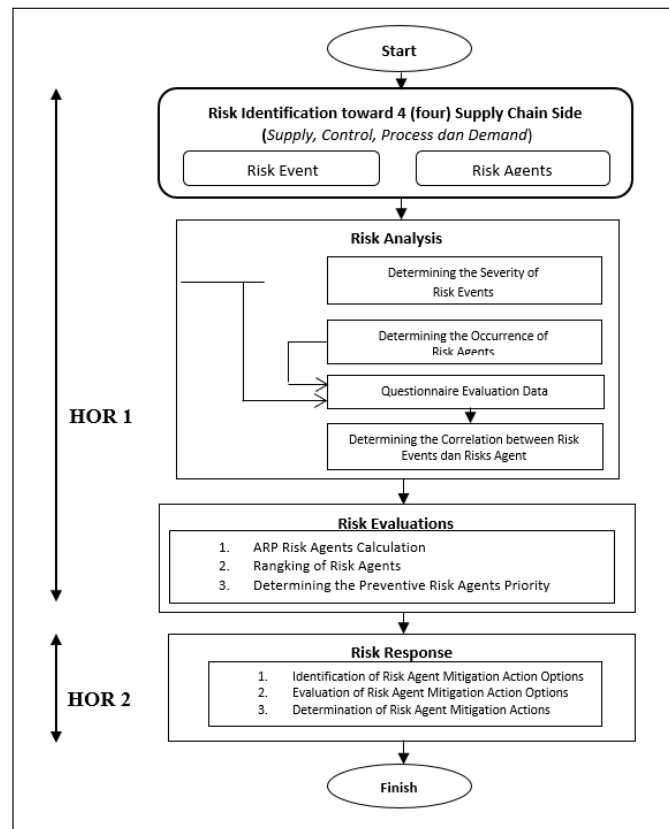 Start
Risk Identification toward 4 (four) Supply Chain Side
(Supply, Control, Process dan Demand)
Risk Event
Risk Agents
Risk Analysis
Determining the Severity of
Risk Events
Determining the Occurrence of
Risk Agents
Questionnaire Evaluation Data
Determining the Correlation between Risk
Events dan Risks Agent
HOR 1
Risk Evaluations
1. ARP Risk Agents Calculation
2. Rangking of Risk Agents
3. Determining the Preventive Risk Agents Priority
Risk Response
1. Identification of Risk Agent Mitigation Action Options
2. Evaluation of Risk Agent Mitigation Action Options
3. Determination of Risk Agent Mitigation Actions
HOR 2
Finish